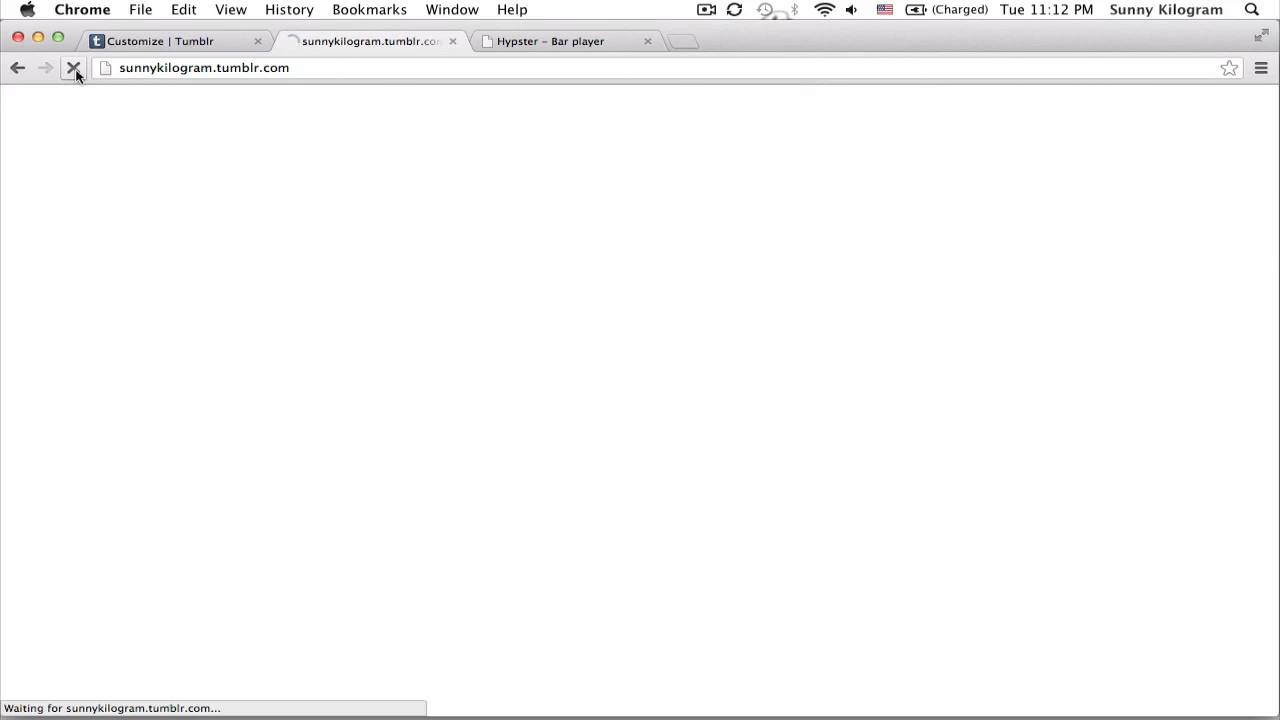 Chrome File Edit View History Bookmarks Window Help (Charged) Tue 11:12 PM Sunny Kilogram
Customize | Tumblr sunnykilogram.tumblr.co Hypster – Bar player
sunnykilogram.tumblr.com
Waiting for sunnykilogram.tumblr.com...